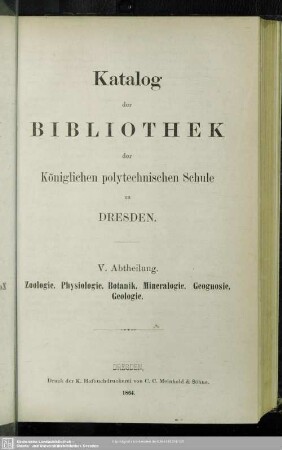 Katalog
der
BIBLIOTHEK
der
Königlichen polytechnischen Schule
zu
DRESDEN.
V. Abtheilung.
Zoologie. Physiologie. Botanik. Mineralogie. Geognosie.
Geologie.
DRESDEN,
Druck der K. Hofbuchdruckerei von C. C. Meinhold & Söhne.
1864.